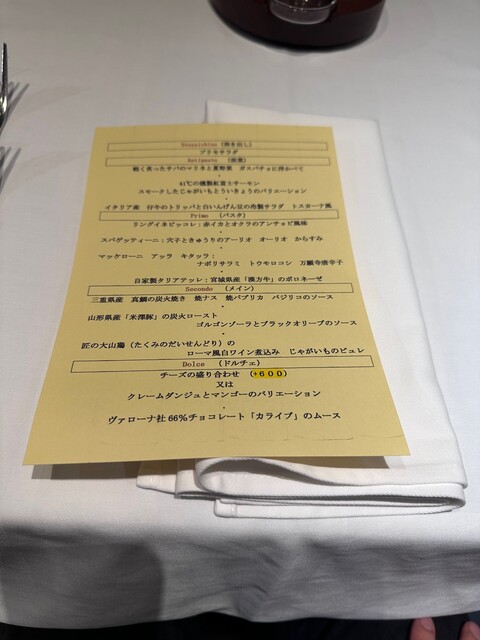 Stuzzichino (突き出し)
プリモサラダ
Antipasto (前菜)
軽く炙ったサバのマリネと夏野菜 ガスパチョに浮かべて
・
41℃の燻製紅富士サーモン
スモークしたじゃがいもとういきょうのバリエーション
・
イタリア産 仔牛のトリッパと白いんげん豆の冷製サラダ トスカーナ風
Primo (パスタ)
リングイネピッコレ:赤イカとオクラのアンチョビ風味
・
スパゲッティーニ:穴子ときゅうりのアーリオ オーリオ からすみ
・
マッケローニ アッラ キタッラ:
ナポリサラミ トウモロコシ 万願寺唐辛子
・
自家製タリアテッレ:宮城県産「漢方牛」のボロネーゼ
Secondo (メイン)
三重県産 真鯛の炭火焼き 焼ナス 焼パプリカ バジリコのソース
・
山形県産「米澤豚」の炭火ロースト
ゴルゴンゾーラとブラックオリーブのソース
・
匠の大山鶏(たくみのだいせんどり)の
ローマ風白ワイン煮込み じゃがいものピュレ
Dolce (ドルチェ)
チーズの盛り合わせ (+600)
又は
クレームダンジュとマンゴーのバリエーション
・
ヴァローナ社66%チョコレート「カライブ」のムース